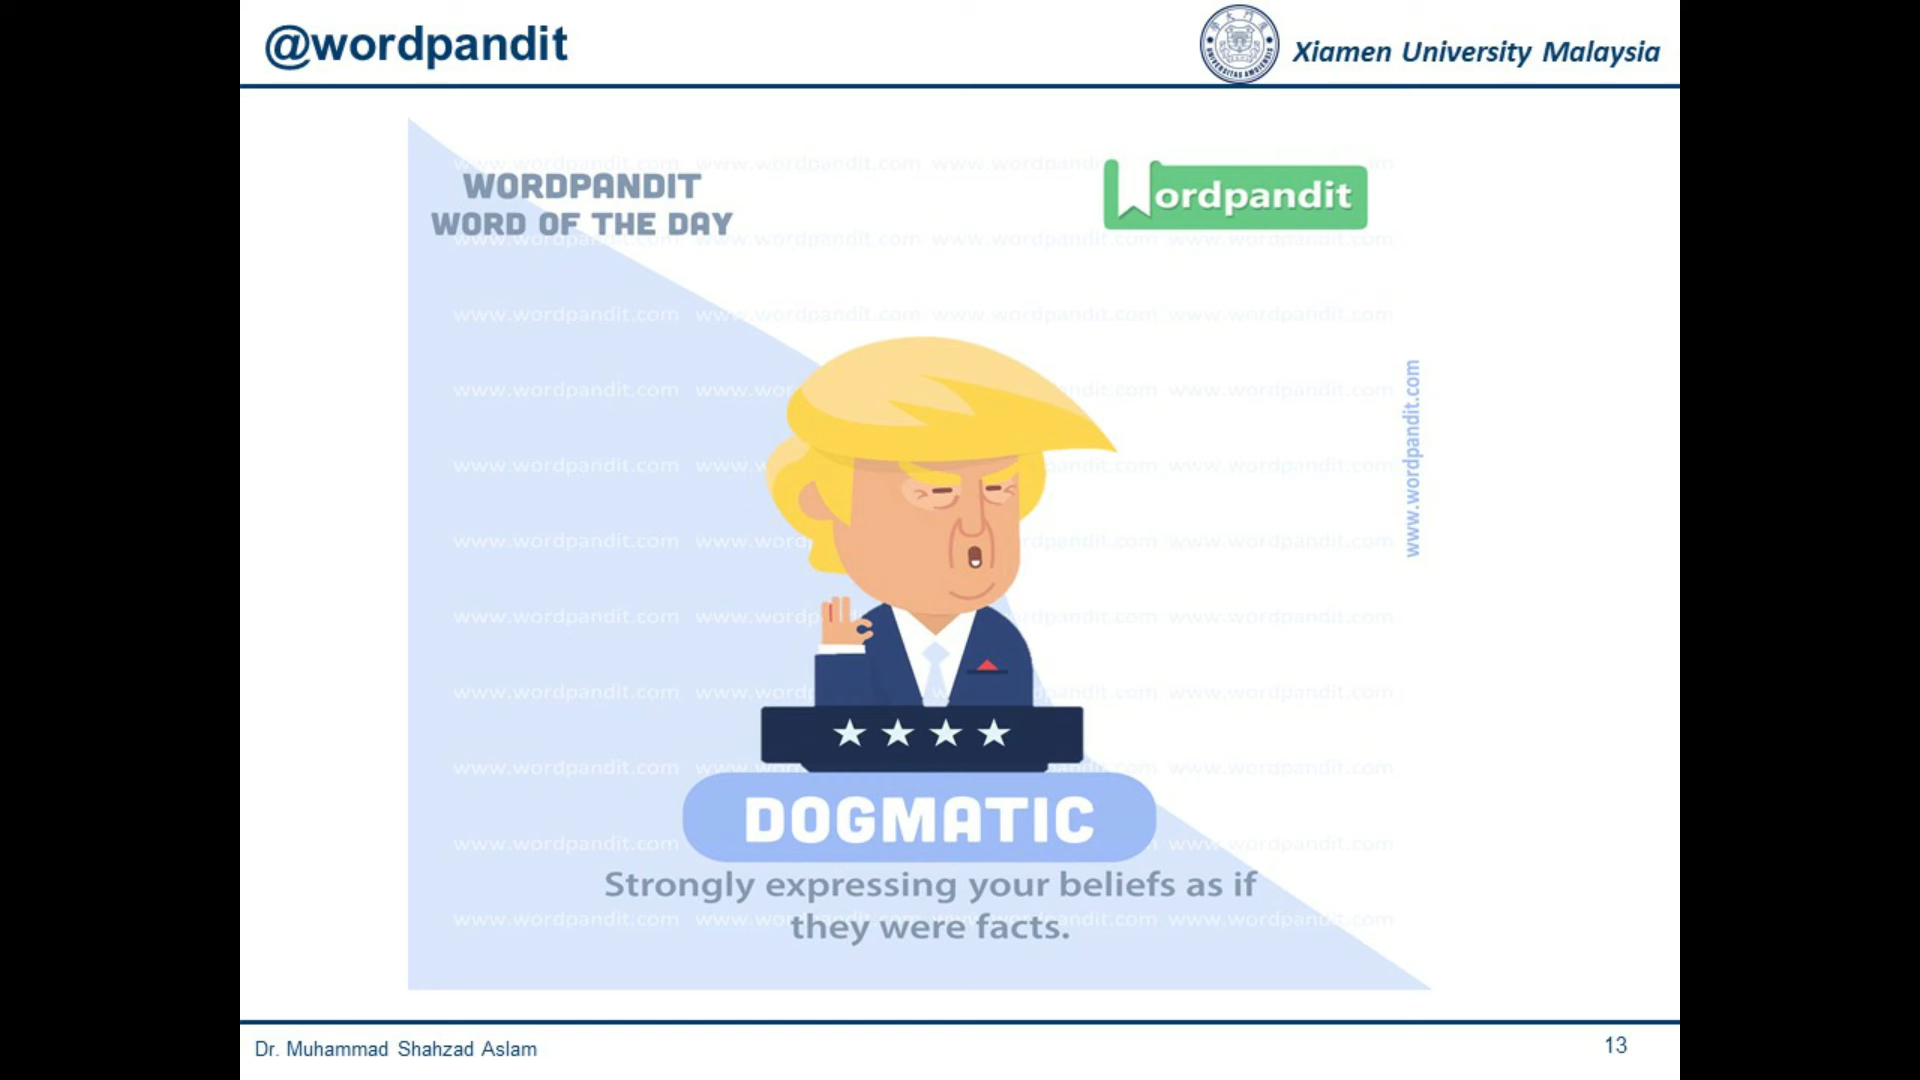 @wordpandit
Xiamen University Malaysia
WORDPANDIT
WORD OF THE DAY
Wordpandit
www.wordpandit.com
DOGMATIC
Strongly expressing your beliefs as if
they were facts.
Dr. Muhammad Shahzad Aslam
13